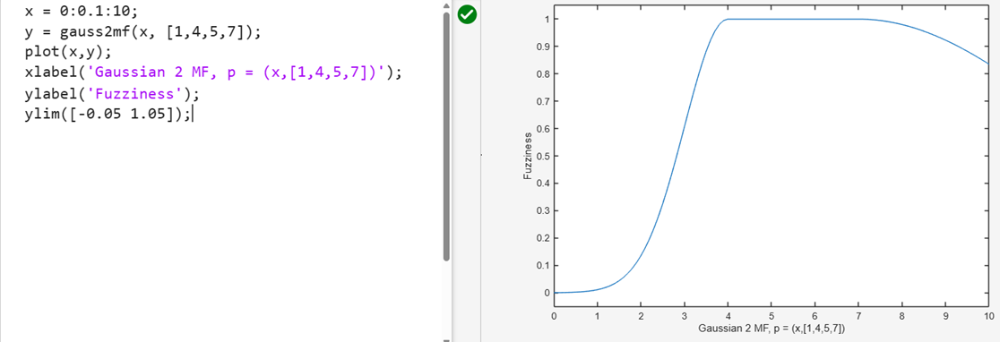 x = 0:0.1:10;
y = gauss2mf(x, [1,4,5,7]);
plot(x,y);
xlabel('Gaussian 2 MF, p = (x,[1,4,5,7])');
ylabel('Fuzziness');
ylim([-0.05 1.05]);
1
0.9
0.8
0.7
0.6
0.5
0.4
0.3
0.2
0.1
0
Fuzziness
0 1 2 3 4 5 6 7 8 9 10
Gaussian 2 MF, p = (x,[1,4,5,7])